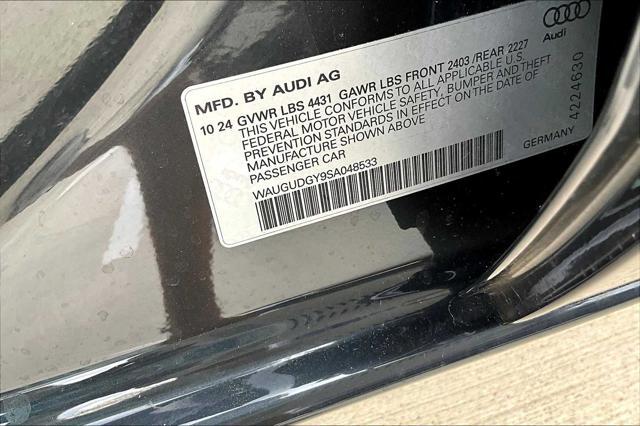 Audi
MFD. BY AUDI AG
10 24 GVWR LBS 4431 GAWR LBS FRONT 2403 /REAR 2227
THIS VEHICLE CONFORMS TO ALL APPLICABLE U.S.
FEDERAL MOTOR VEHICLE SAFETY, BUMPER AND THEFT
PREVENTION STANDARDS IN EFFECT ON THE DATE OF
MANUFACTURE SHOWN ABOVE
PASSENGER CAR
WAUGUDGY9SA048533
GERMANY
4224630